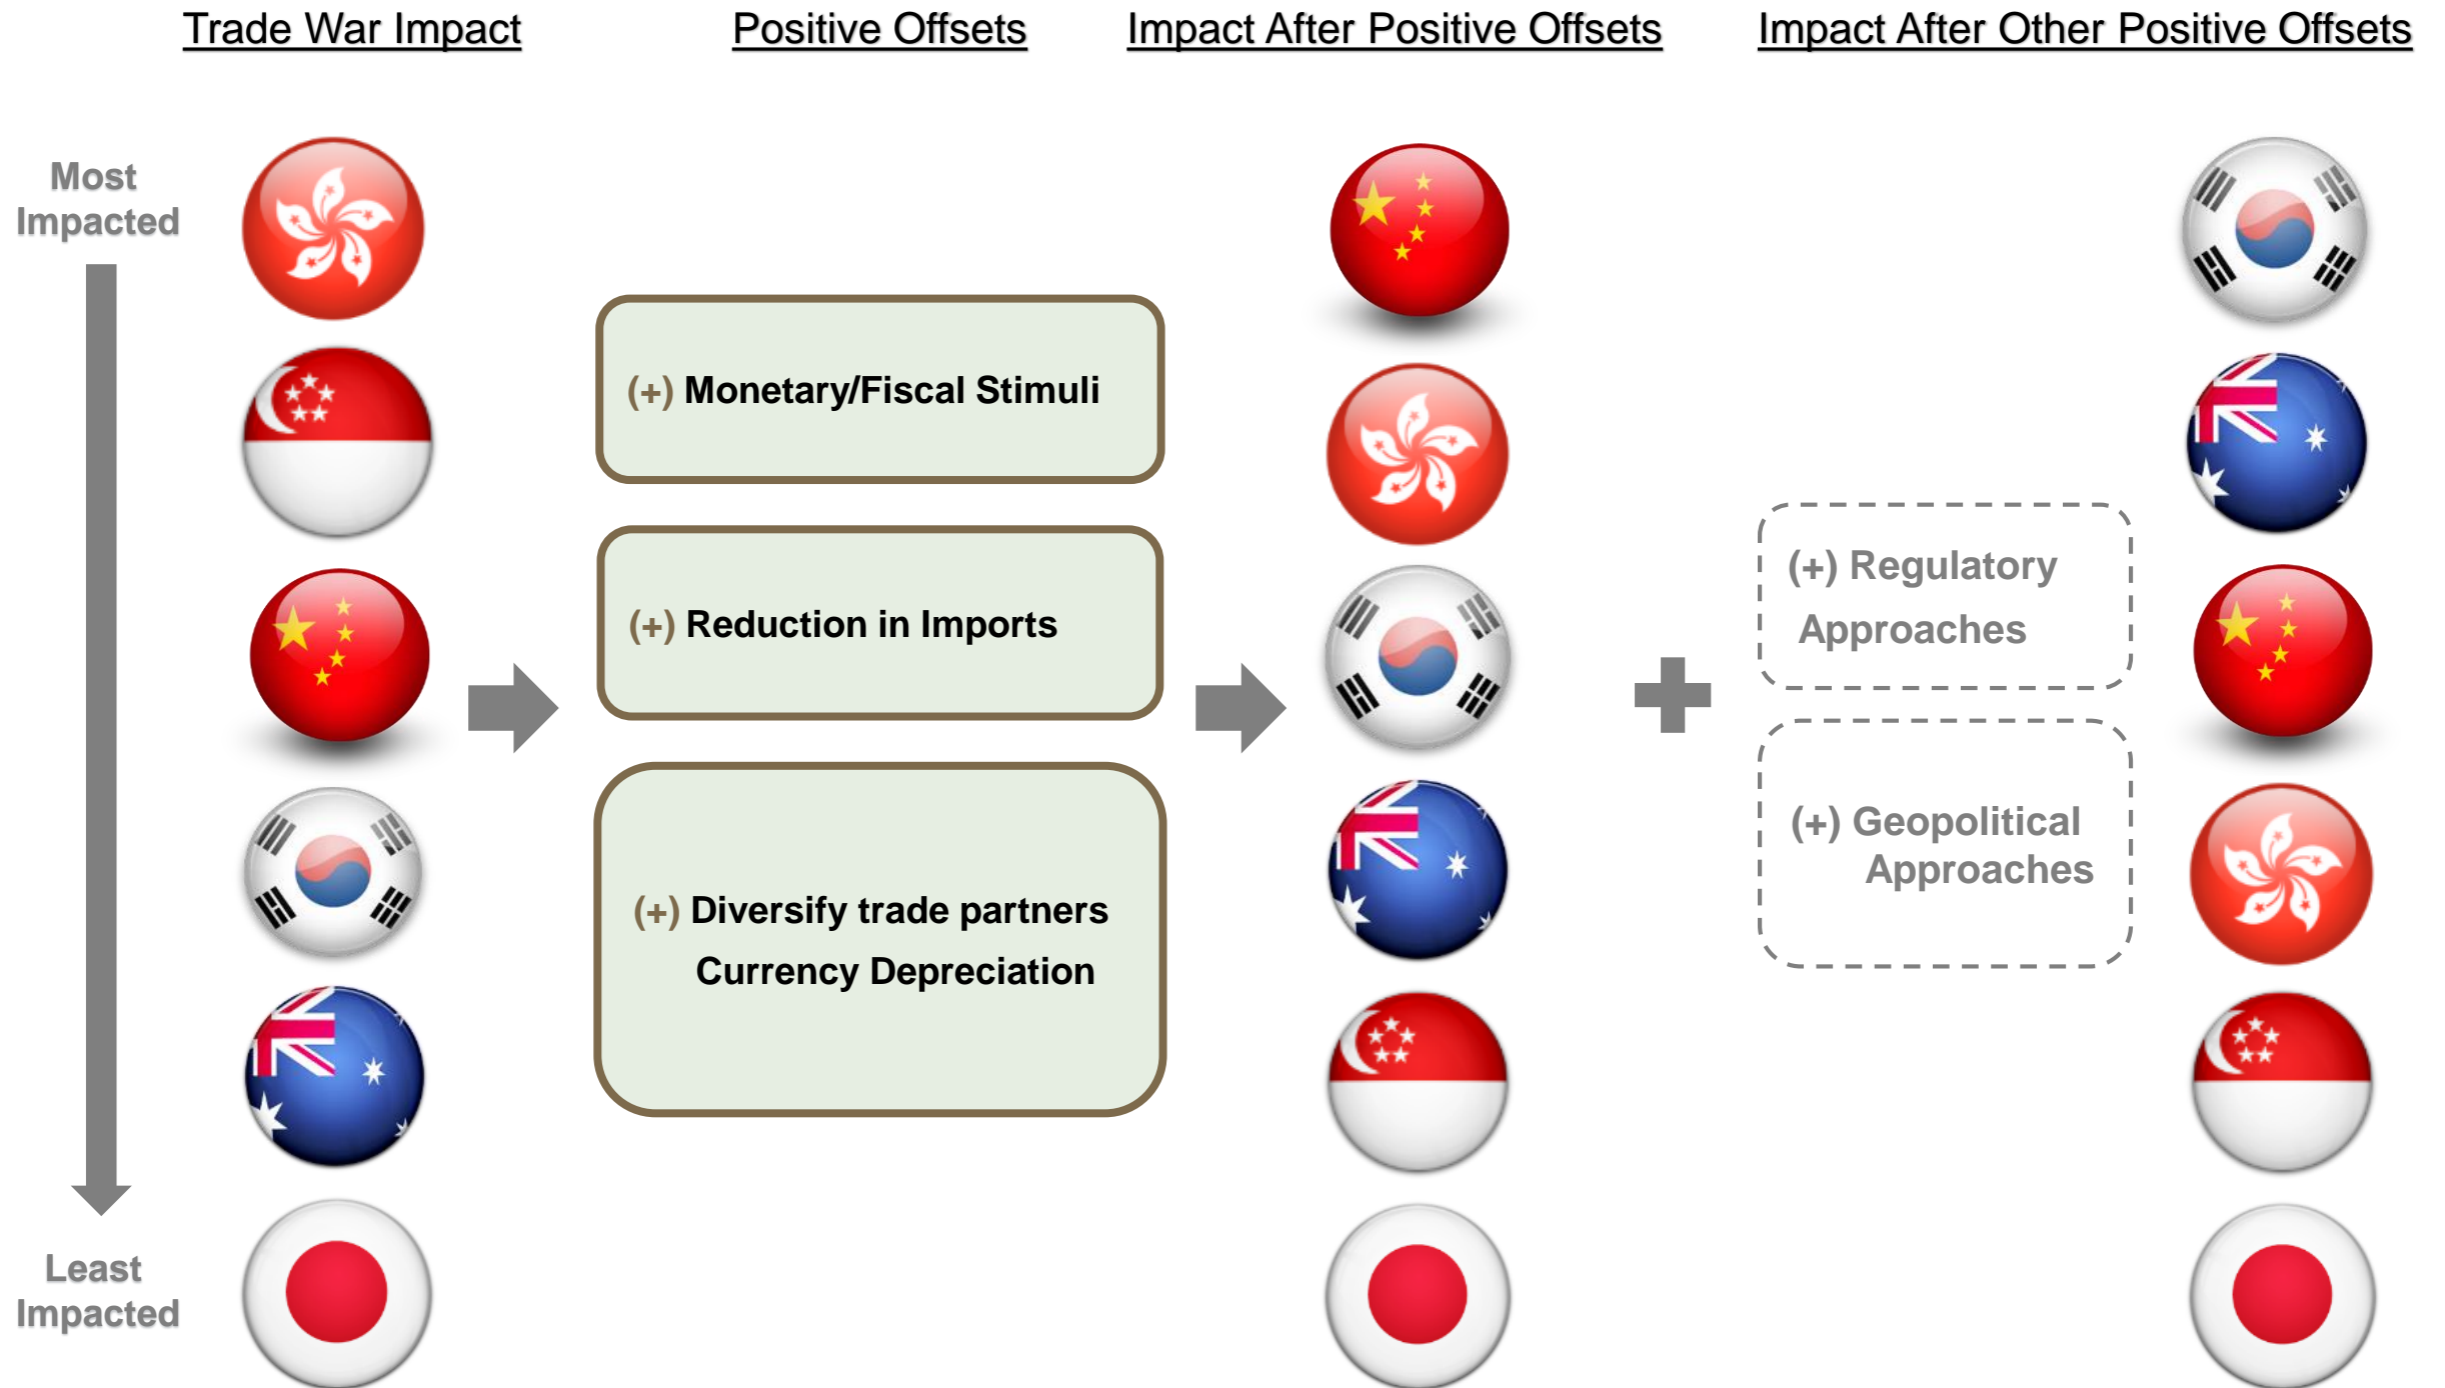 Trade War Impact
Positive Offsets
Impact After Positive Offsets
Impact After Other Positive Offsets
Most
Impacted
(+) Monetary/Fiscal Stimuli
(+) Reduction in Imports
(+) Diversify trade partners
Currency Depreciation
(+) Regulatory
Approaches
(+) Geopolitical
Approaches
Least
Impacted